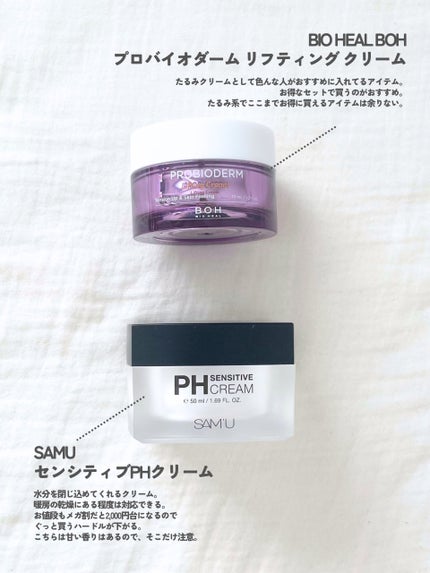 BIO HEAL BOH
プロバイオダーム リフティング クリーム
たるみクリームとして色んな人がおすすめに入れてるアイテム。
お得なセットで買うのがおすすめ。
たるみ系でここまでお得に買えるアイテムは余りない。
PROBIODERM
BOH
BIO HEAL
PH SENSITIVE
CREAM
℮ 50 ml / 1.69 FL. OZ.
SAM'U
SAMU
センシティブPHクリーム
水分を閉じ込めてくれるクリーム。
暖房の乾燥にある程度は対応できる。
お値段もメガ割だと2,000円台になるので
ぐっと買うハードルが下がる。
こちらは甘い香りはあるので、そこだけ注意。